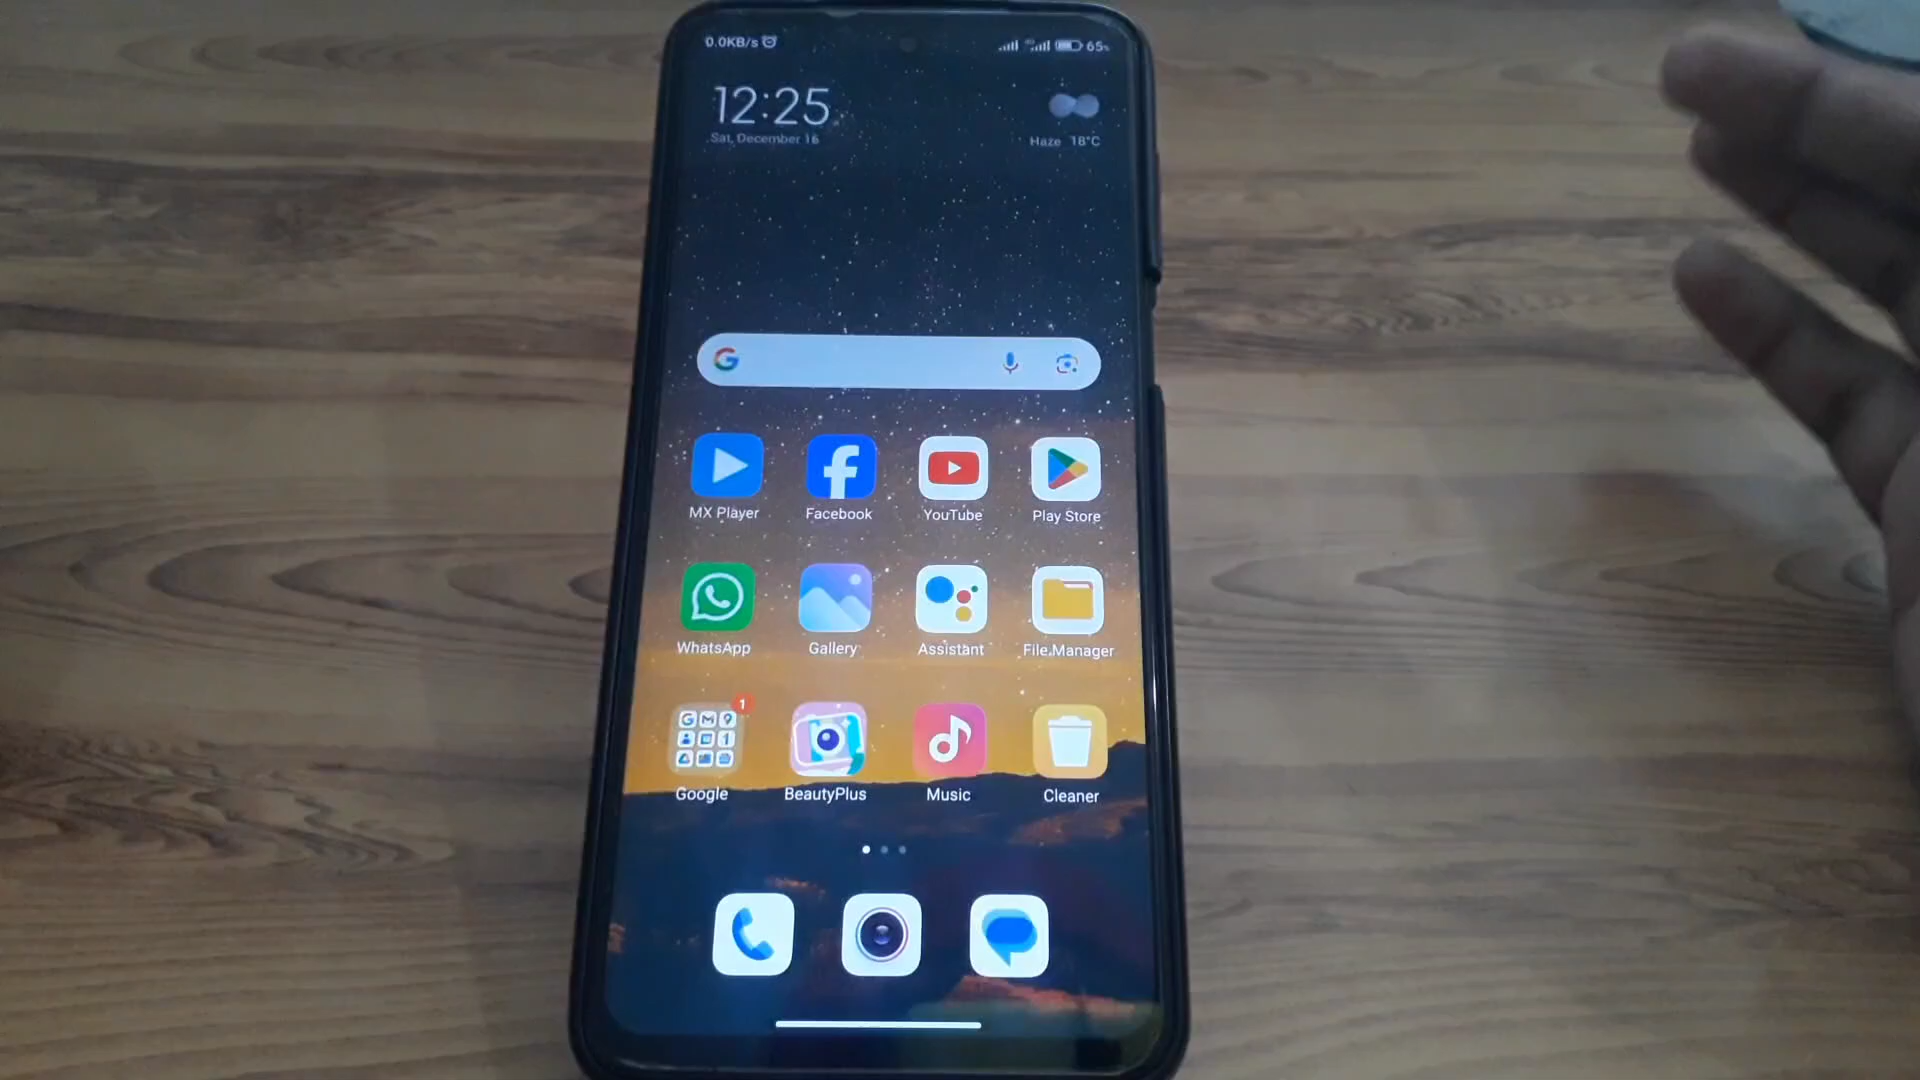 0.0KB/s
65%
12:25
Sat, December 16
Haze 18°C
MX Player Facebook YouTube Play Store
WhatsApp Gallery Assistant File Manager
1
Google BeautyPlus Music Cleaner